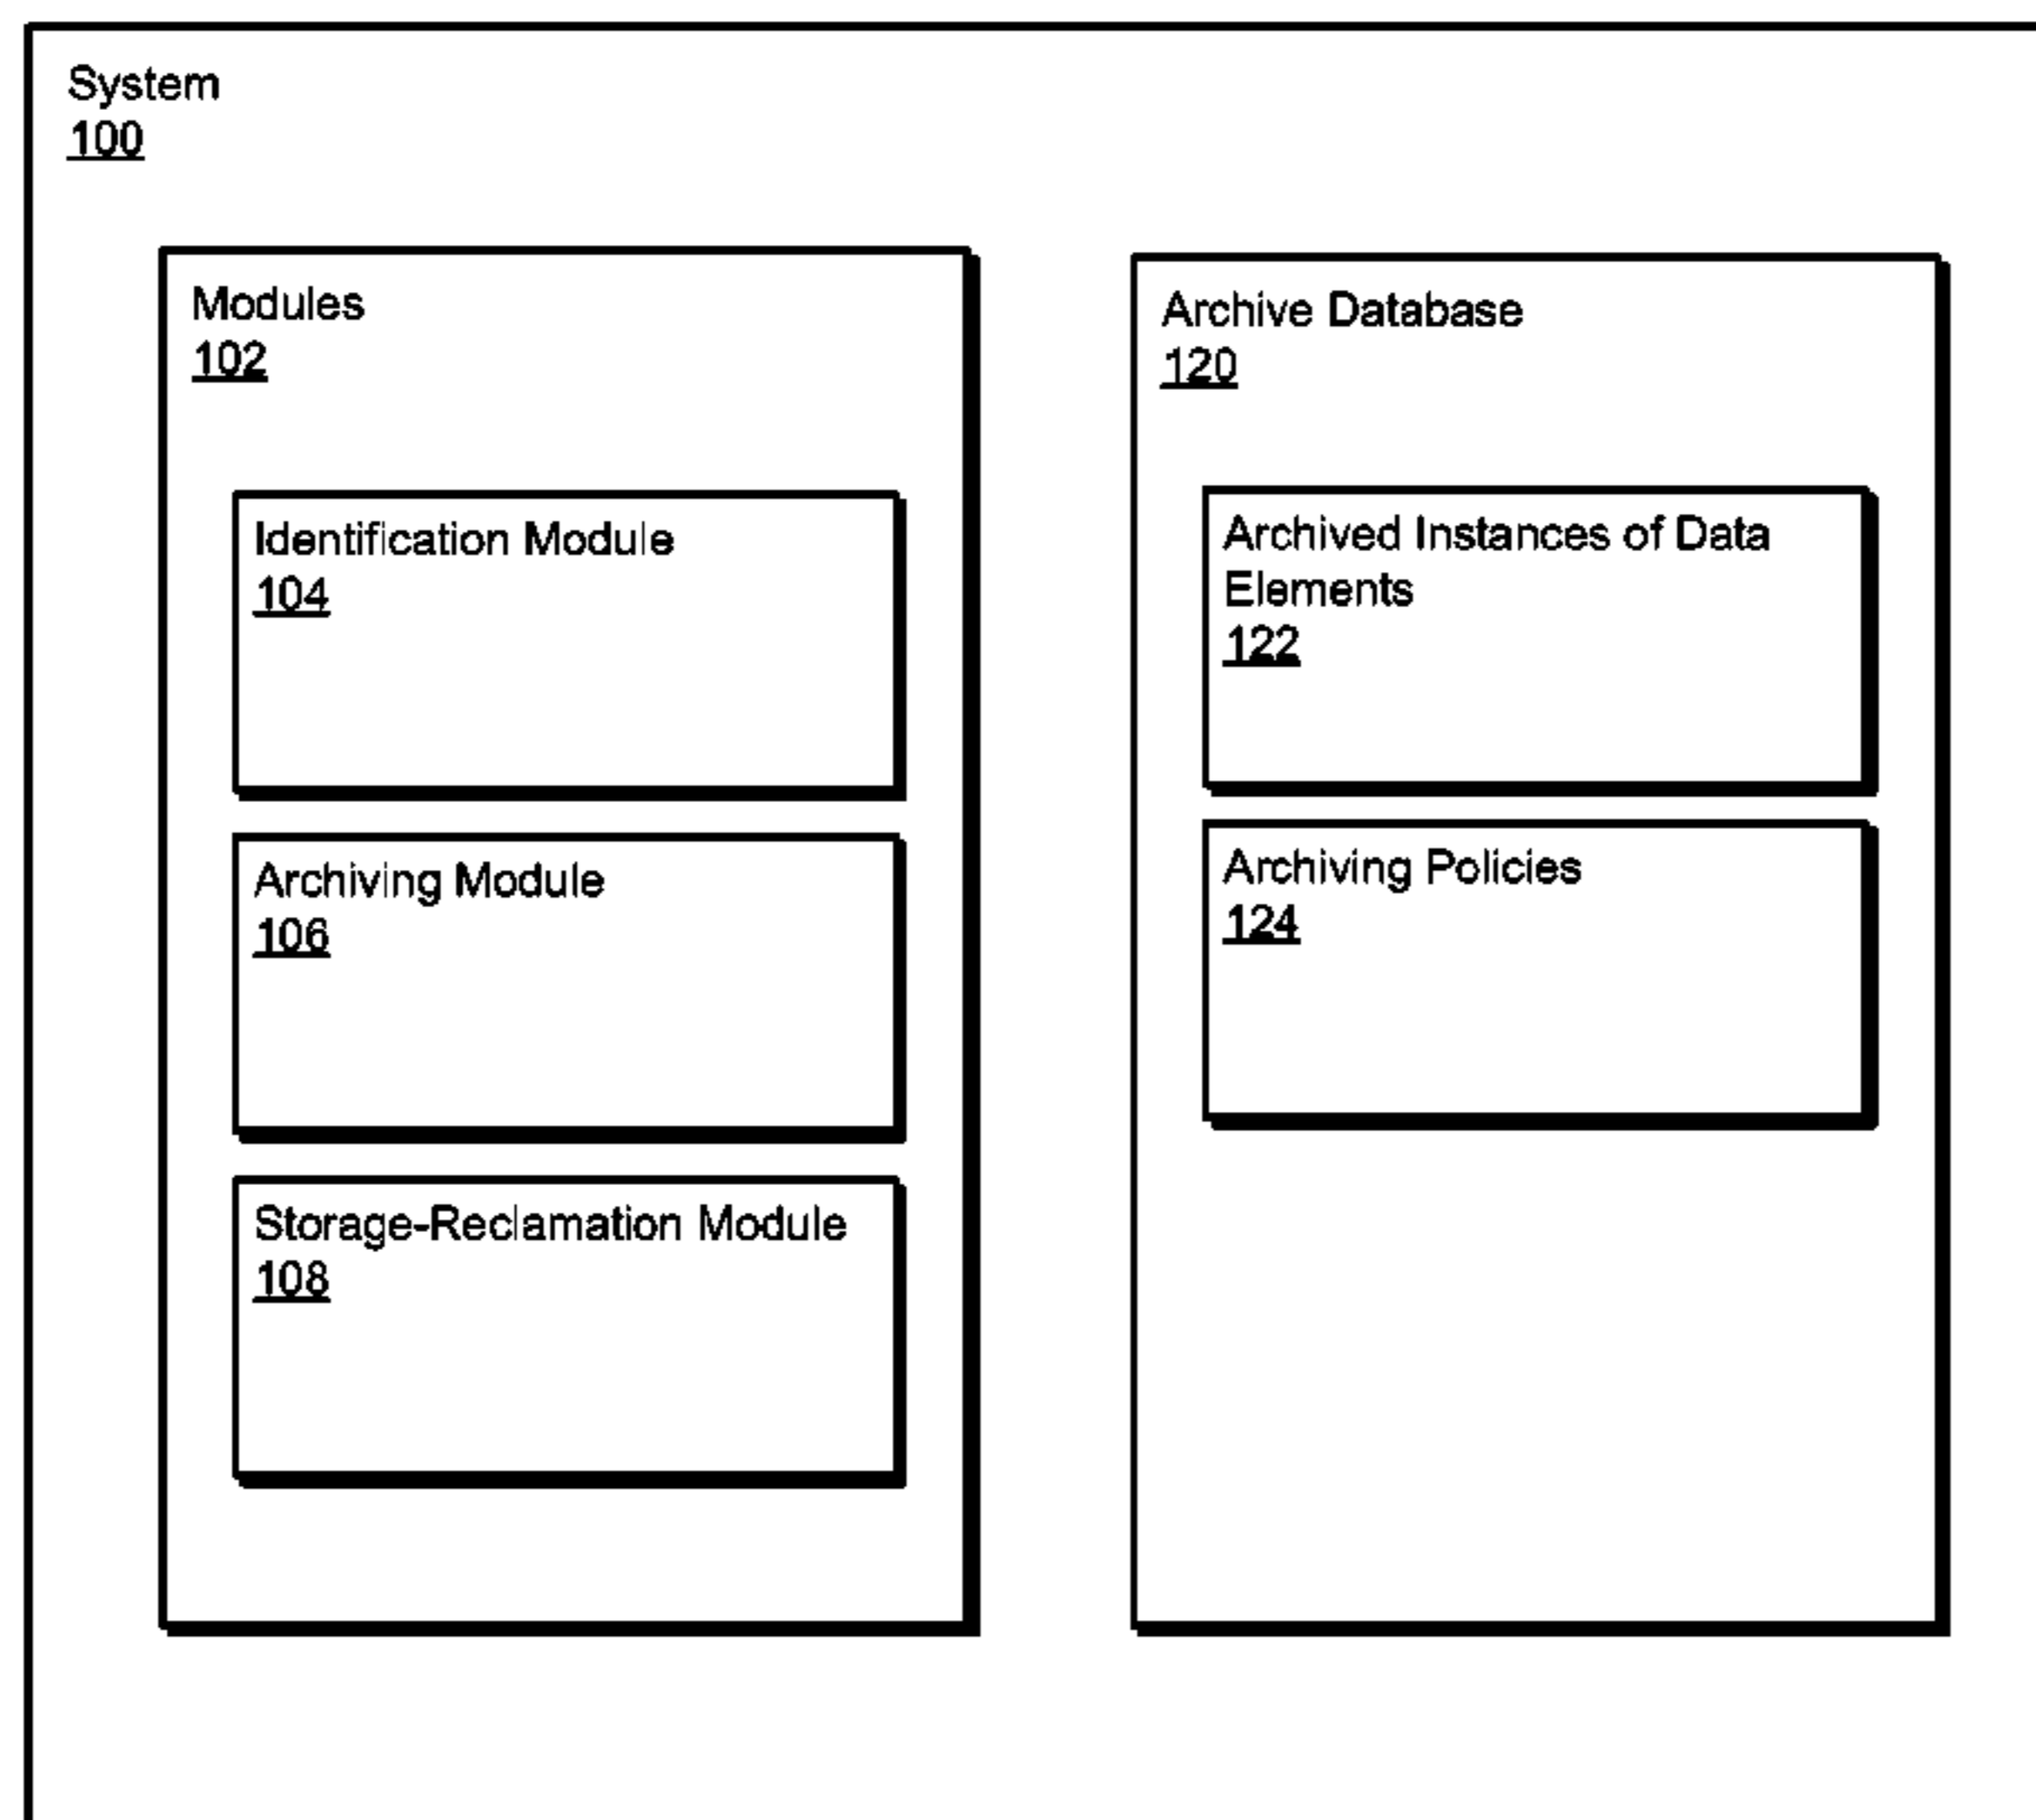 System
100
Modules
102
Identification Module
104
Archiving Module
106
Storage-Reclamation Module
108
Archive Database
120
Archived Instances of Data
Elements
122
Archiving Policies
124